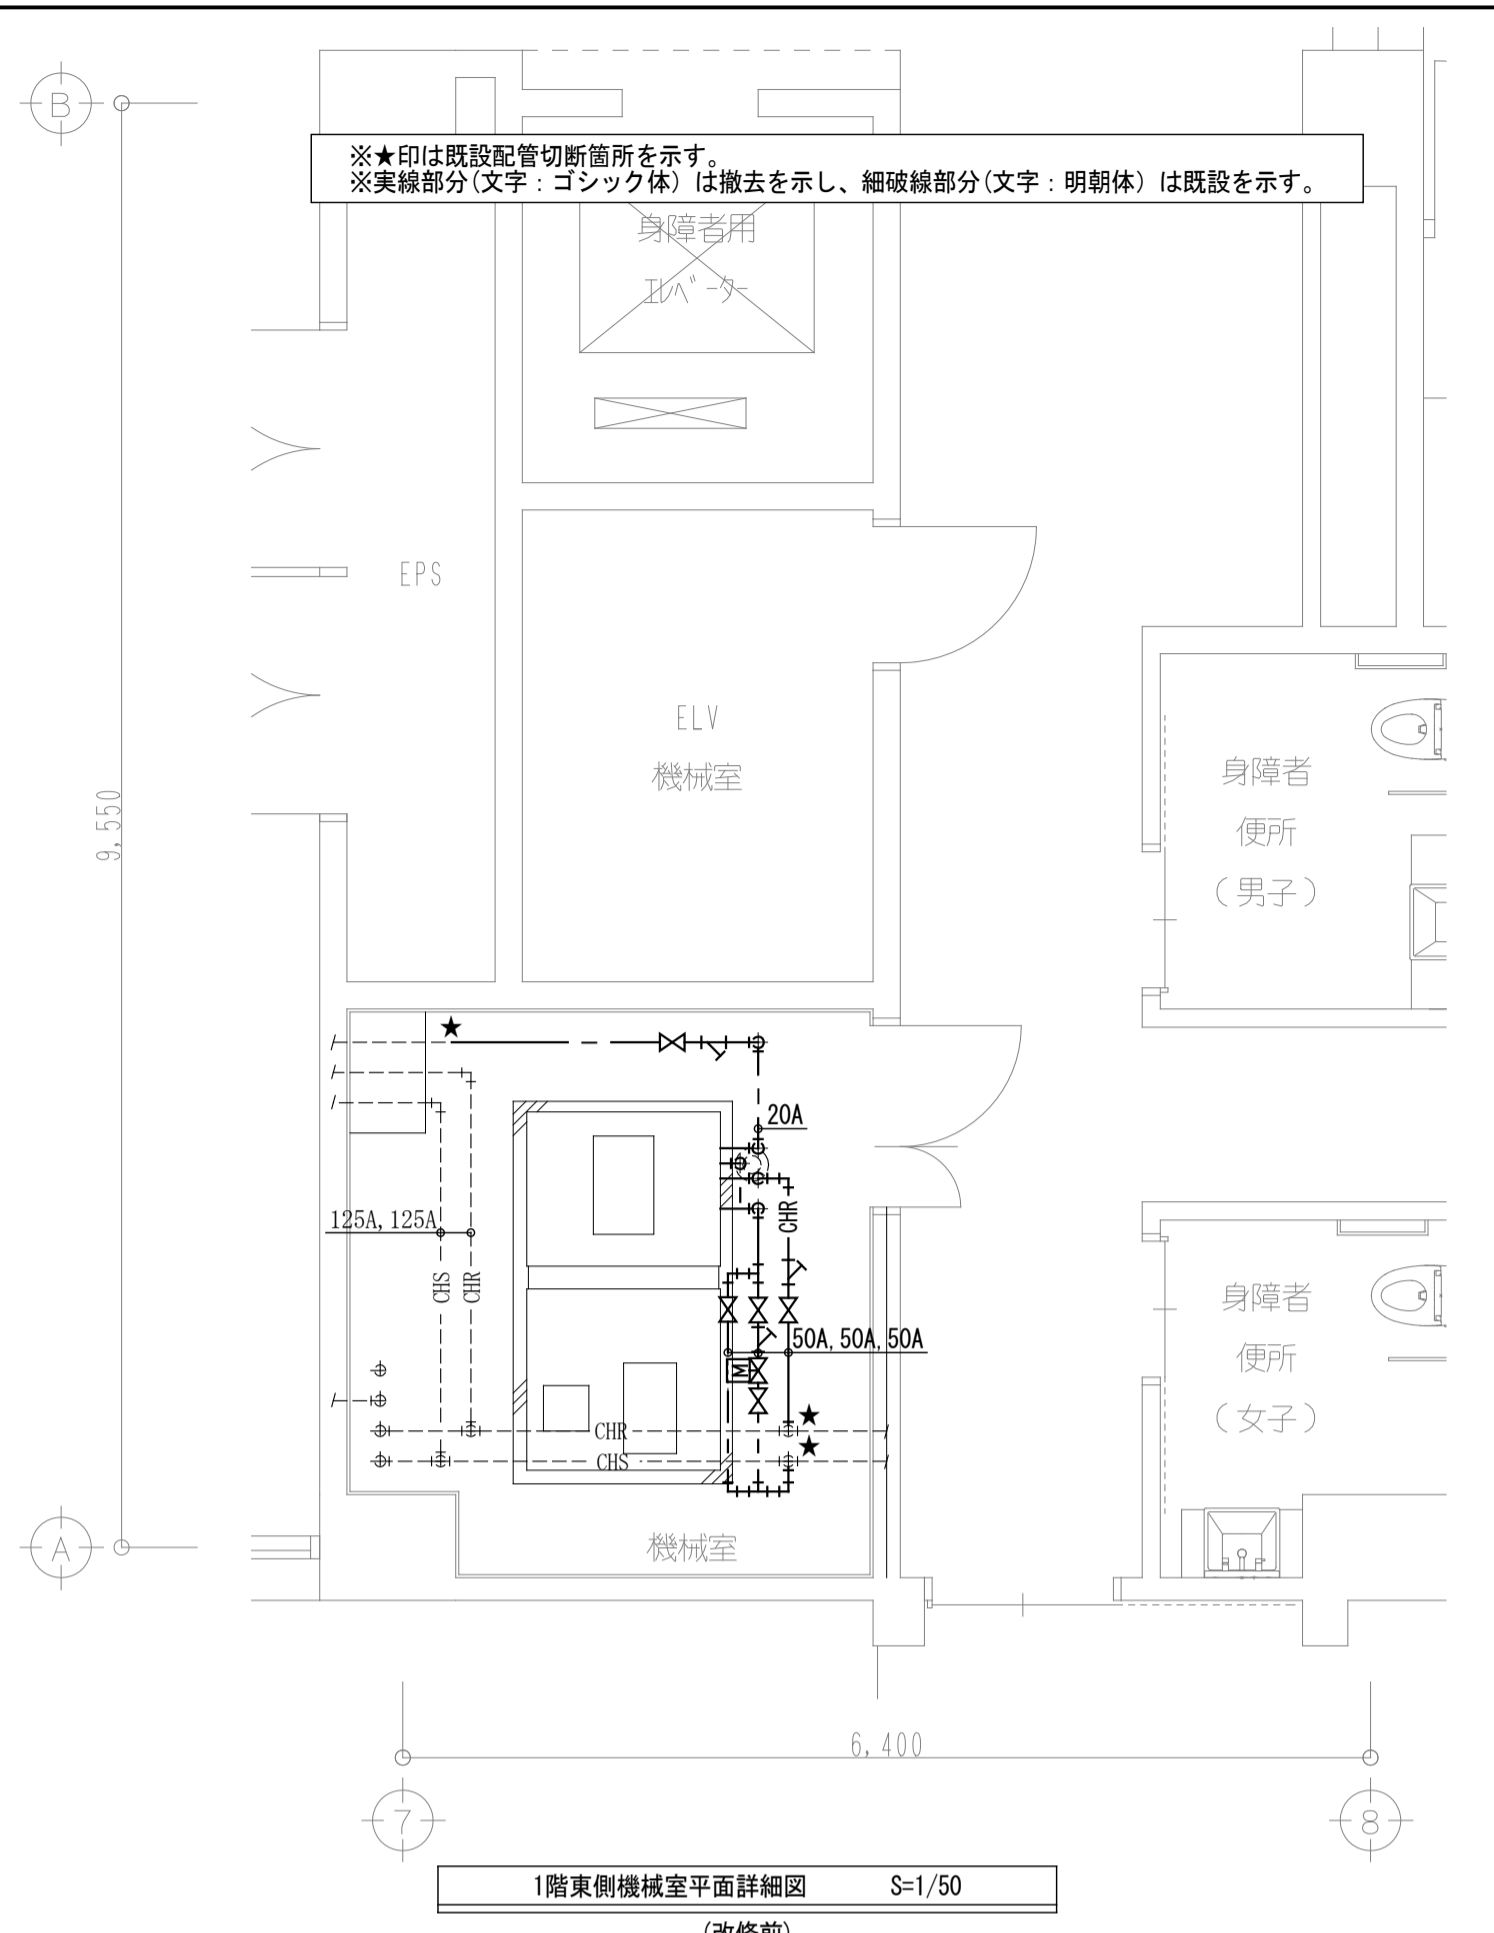 B
※★印は既設配管切断箇所を示す。
※実線部分(文字：ゴシック体)は撤去を示し、細破線部分(文字：明朝体)は既設を示す。
身障者用
ｴﾚﾍﾞｰﾀｰ
EPS
ELV
機械室
9,550
身障者
便所
(男子)
★
20A
125A,125A
CHR
CHS
CHR
50A,50A,50A
M
★
CHR
★
CHS
身障者
便所
(女子)
機械室
A
6,400
7
8
1階東側機械室平面詳細図 S=1/50
(改修前)